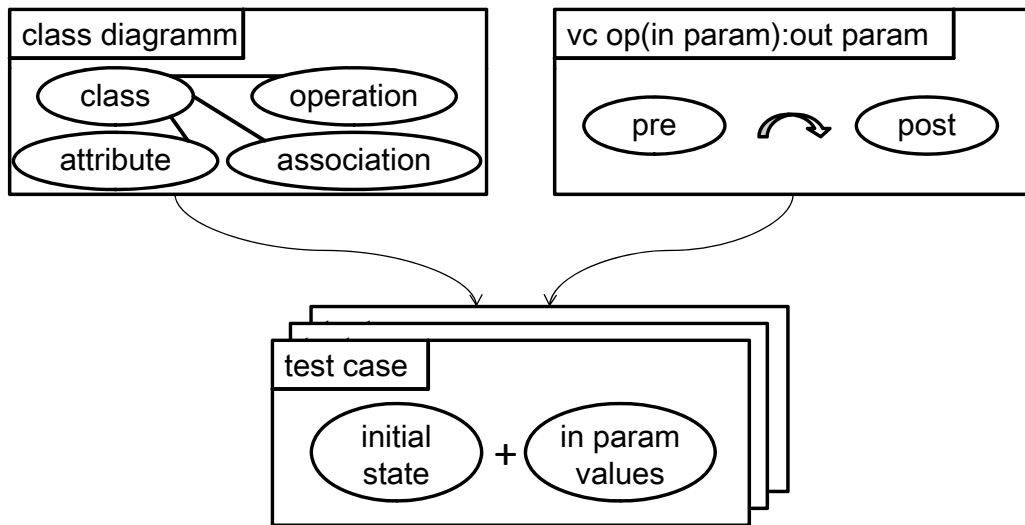 class diagramm
class
operation
attribute
association
vc op(in param):out param
pre
post
test case
initial
state
+
in param
values